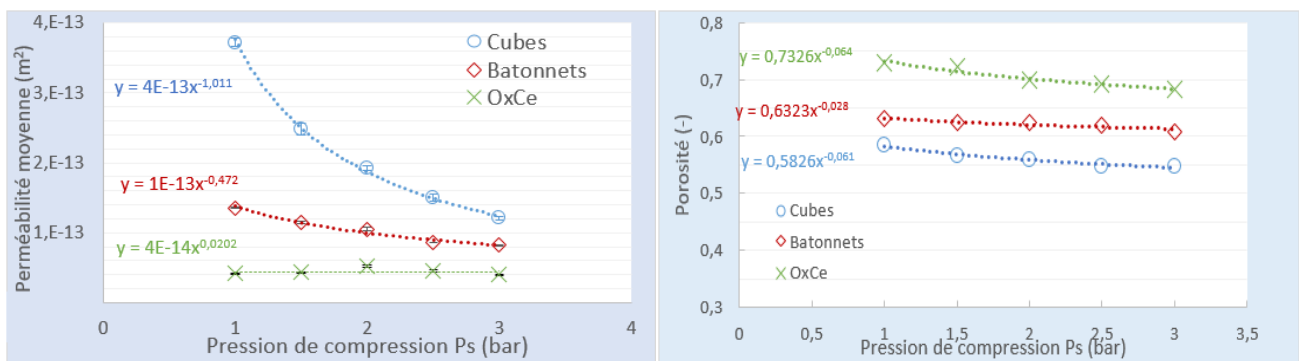 4,E-13
3,E-13
2,E-13
1,E-13
Perméabilité moyenne (m²)
Cubes
Batonnets
OxCe
y = 4E-13x-1,011
y = 1E-13x-0,472
y = 4E-14x0,0202
0 1 2 3 4
Pression de compression Ps (bar)
0,8
0,7
0,6
0,5
0,4
0,3
Porosité (-)
y = 0,7326x-0,064
y = 0,6323x-0,028
y = 0,5826x-0,061
Cubes
Batonnets
OxCe
0 0,5 1 1,5 2 2,5 3 3,5
Pression de compression Ps (bar)